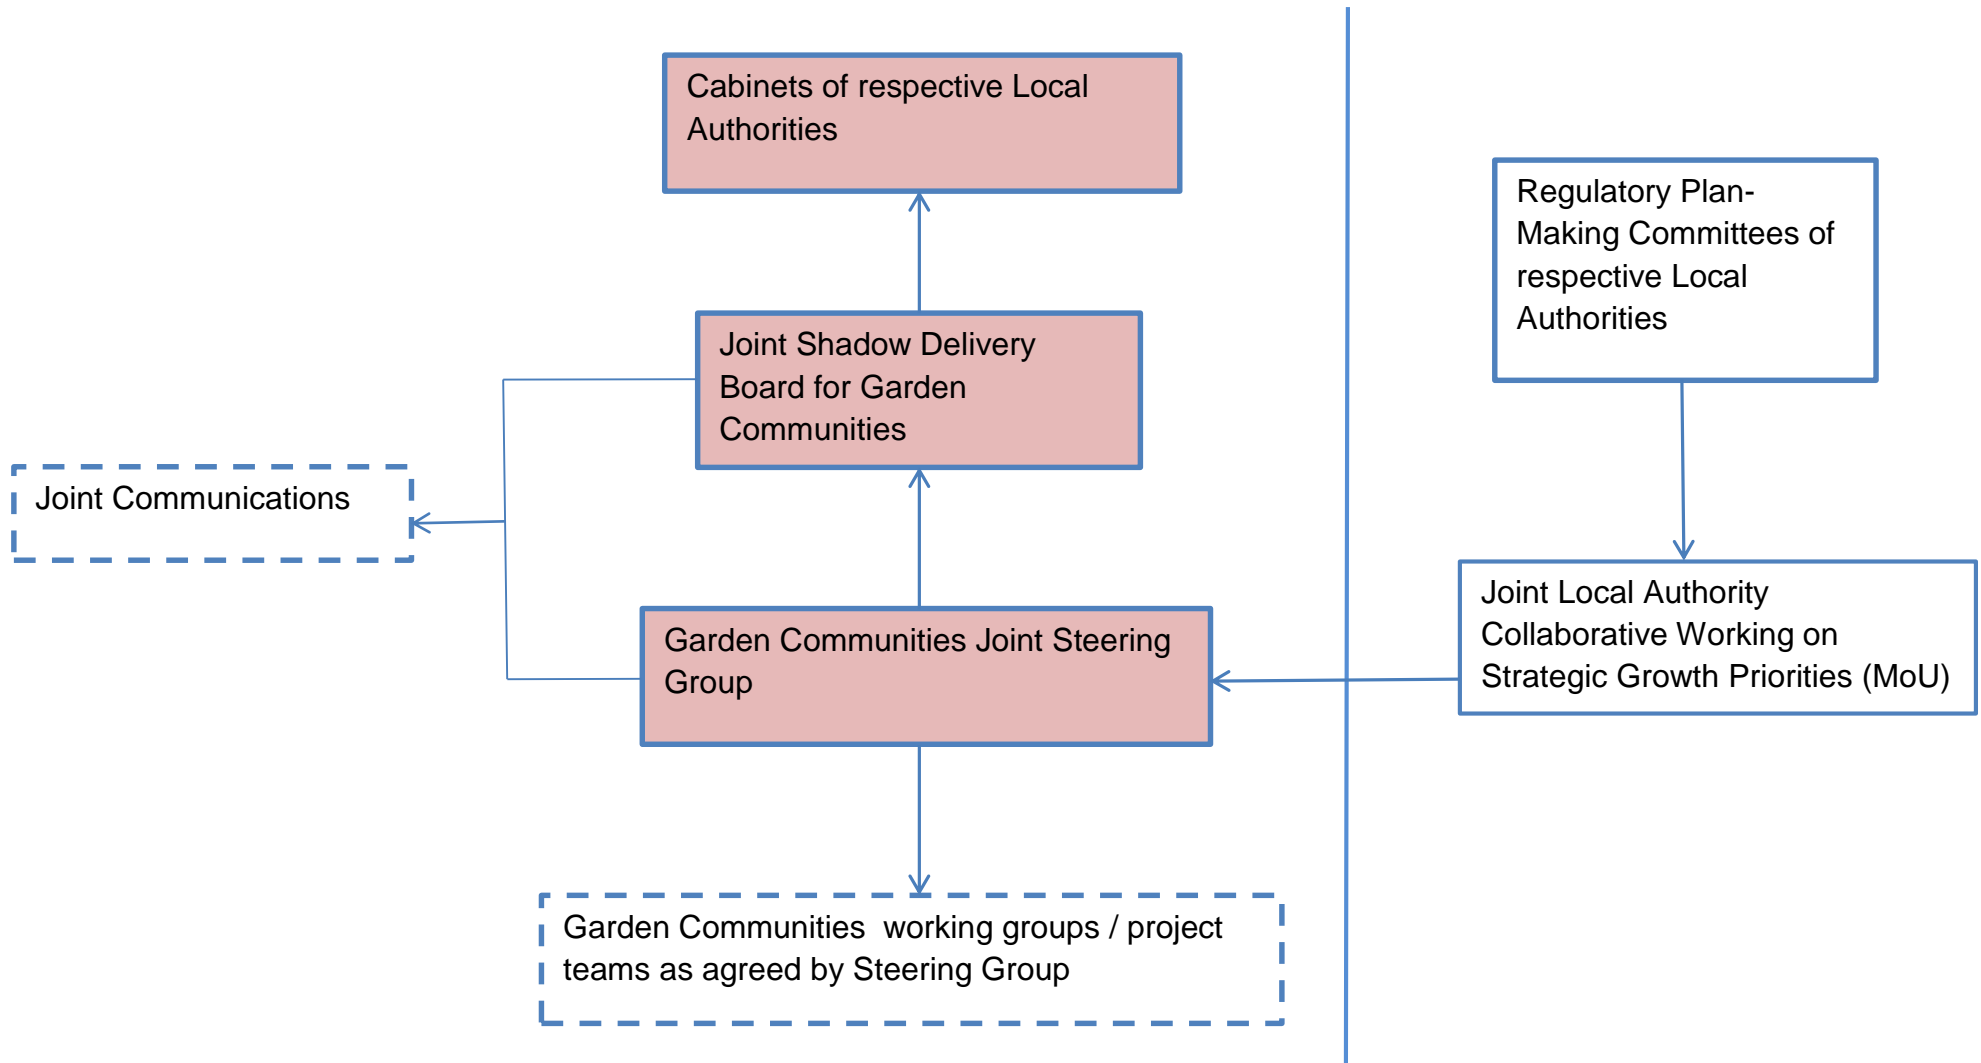 Cabinets of respective Local
Authorities
Regulatory Plan-
Making Committees of
respective Local
Authorities
Joint Shadow Delivery
Board for Garden
Communities
Joint Communications
Joint Local Authority
Collaborative Working on
Strategic Growth Priorities (MoU)
Garden Communities Joint Steering
Group
Garden Communities  working groups / project
teams as agreed by Steering Group